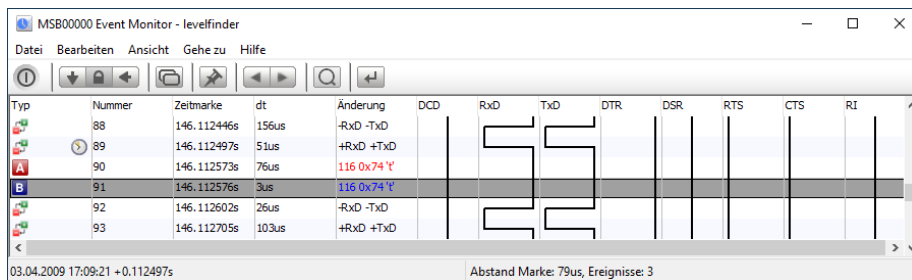 MSB00000 Event Monitor - levelfinder
Datei Bearbeiten Ansicht Gehe zu Hilfe
Typ Nummer Zeitmarke dt Änderung DCD RxD TxD DTR DSR RTS CTS RI
88 146.112446s 156us -RxD -TxD
89 146.112497s 51us +RxD +TxD
A 90 146.112573s 76us 116 0x74 't'
B 91 146.112576s 3us 116 0x74 't'
92 146.112602s 26us -RxD -TxD
93 146.112705s 103us +RxD +TxD
03.04.2009 17:09:21 +0.112497s Abstand Marke: 79us, Ereignisse: 3